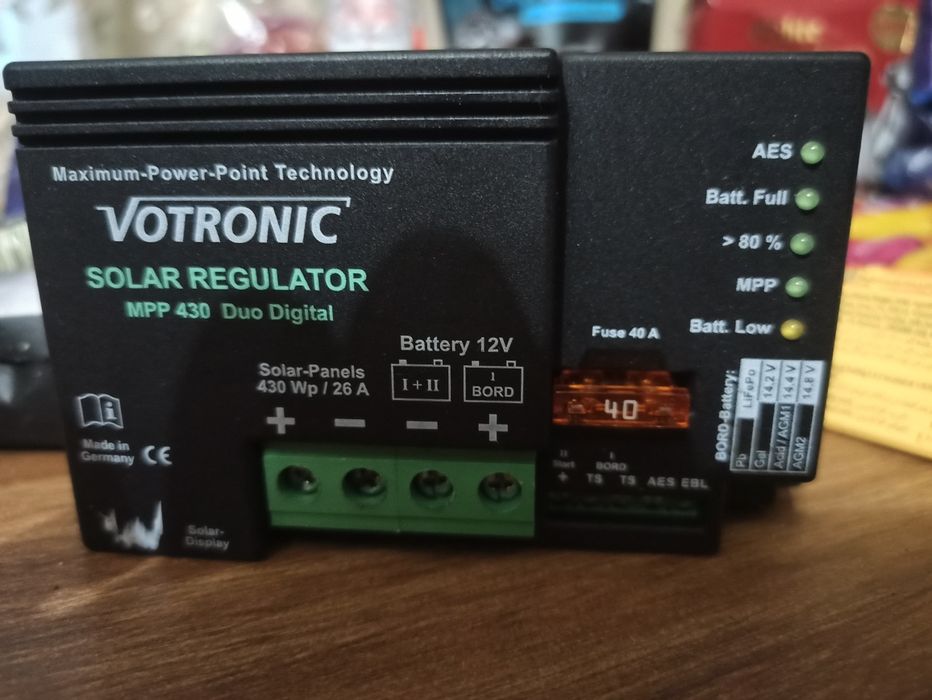 Maximum-Power-Point Technology
VOTRONIC
SOLAR REGULATOR
MPP 430 Duo Digital
Battery 12V
Solar-Panels
430 Wp / 26 A
I + II
I
BORD
+ − − +
Made in
Germany CE
Solar-
Display
AES
Batt. Full
> 80 %
MPP
Batt. Low
Fuse 40 A
40
II
Start
I
BORD
+ TS TS AES EBL
BORD-Battery:
LiFePo 14.2 V
Pb
Gel 14.4 V
Acid / AGM1
AGM2 14.8 V